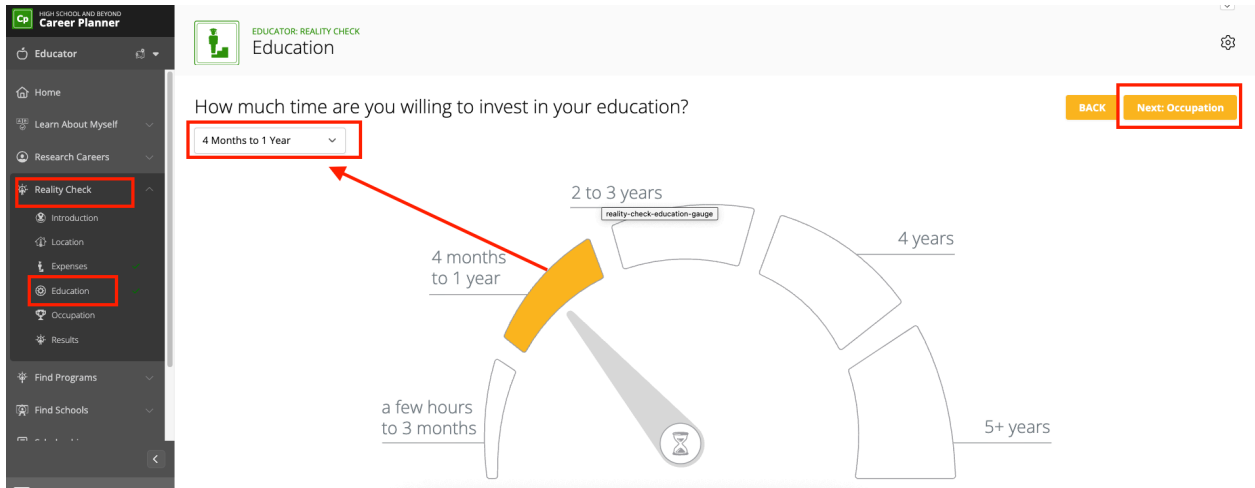 Cp
HIGH SCHOOL AND BEYOND
Career Planner
Educator
Home
Learn About Myself
Research Careers
Reality Check
Introduction
Location
Expenses
Education
Occupation
Results
Find Programs
Find Schools
EDUCATOR: REALITY CHECK
Education
How much time are you willing to invest in your education?
BACK
Next: Occupation
4 Months to 1 Year
2 to 3 years
reality-check-education-gauge
4 years
4 months
to 1 year
a few hours
to 3 months
5+ years